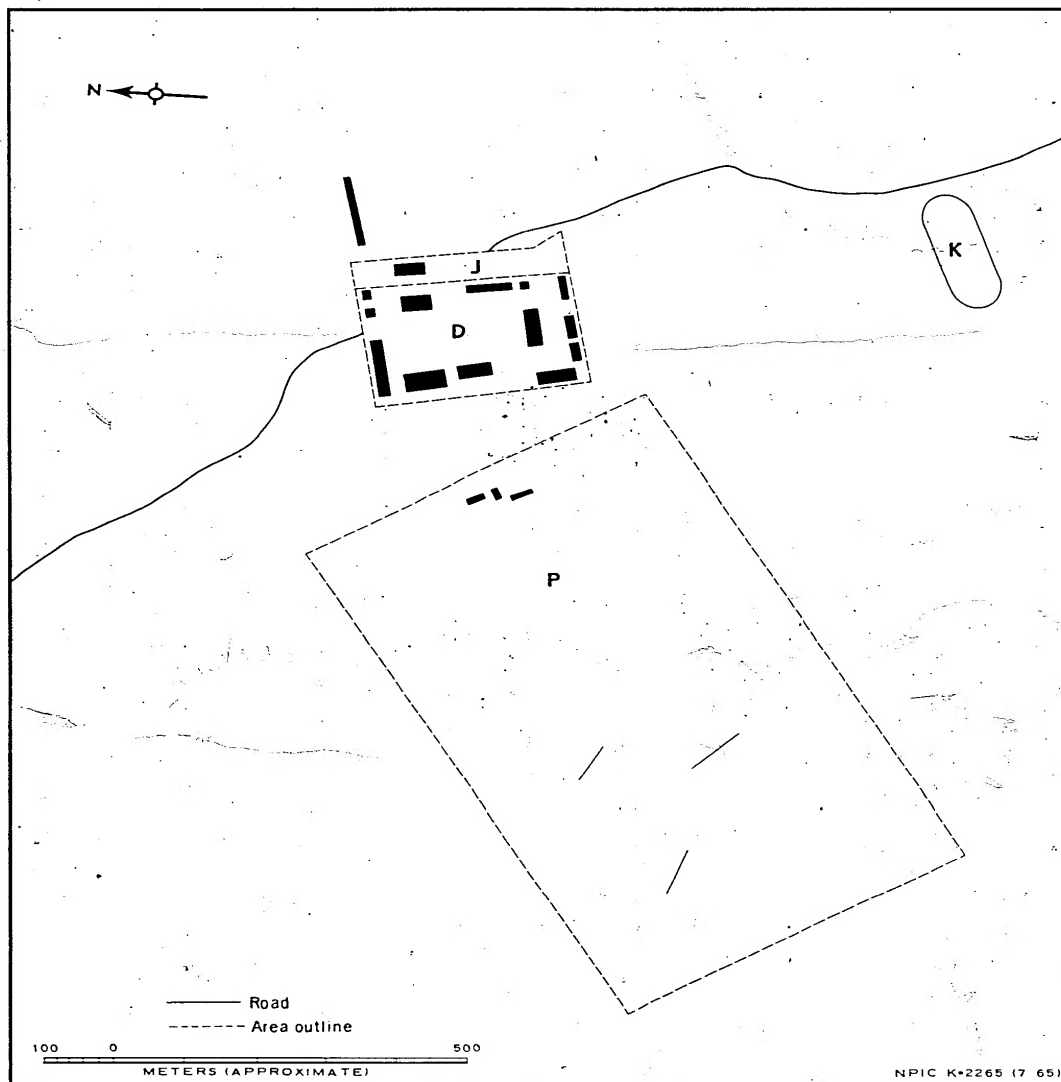 N
J
K
D
P
Road
Area outline
100 0 500
METERS (APPROXIMATE)
NPIC K-2265 (7 65)